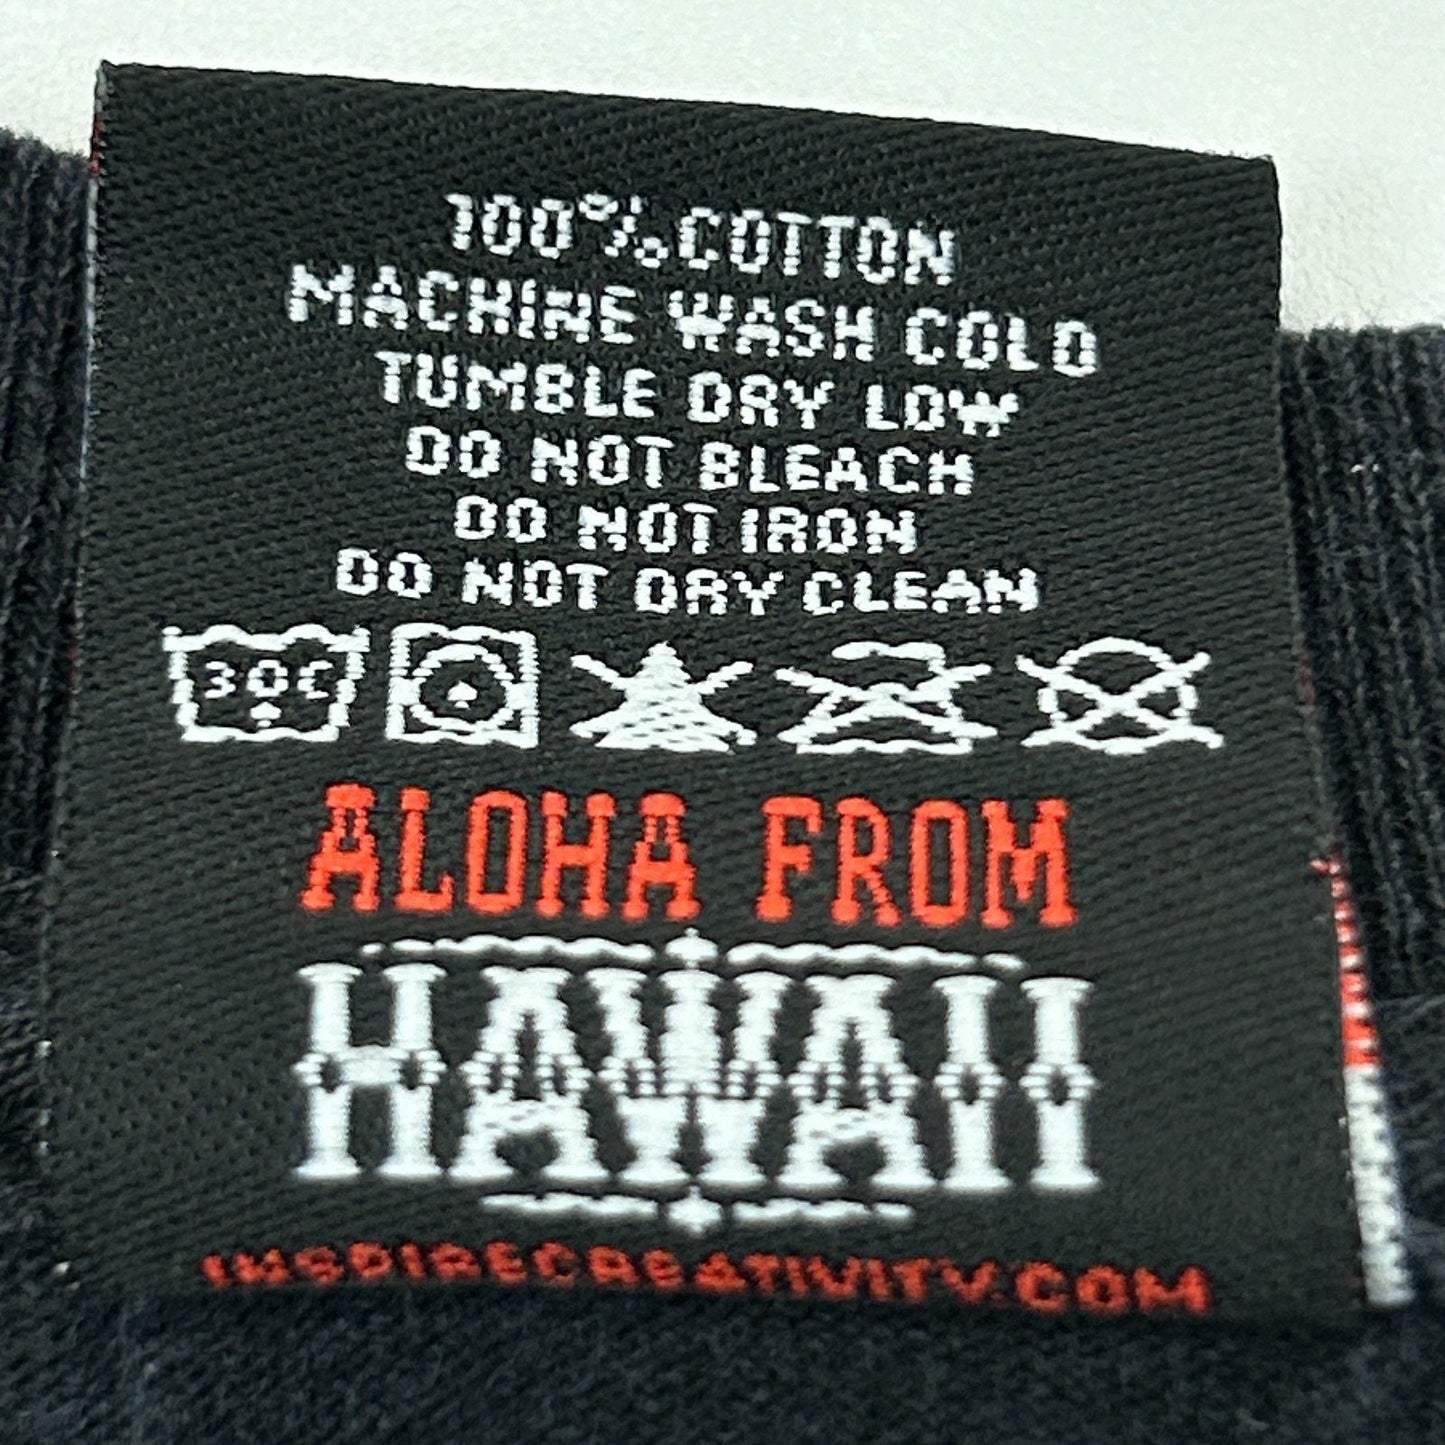 100% COTTON
MACHINE WASH COLD
TUMBLE DRY LOW
DO NOT BLEACH
DO NOT IRON
DO NOT DRY CLEAN
30C
ALOHA FROM
HAWAII
INSPIRECREATIVITY.COM